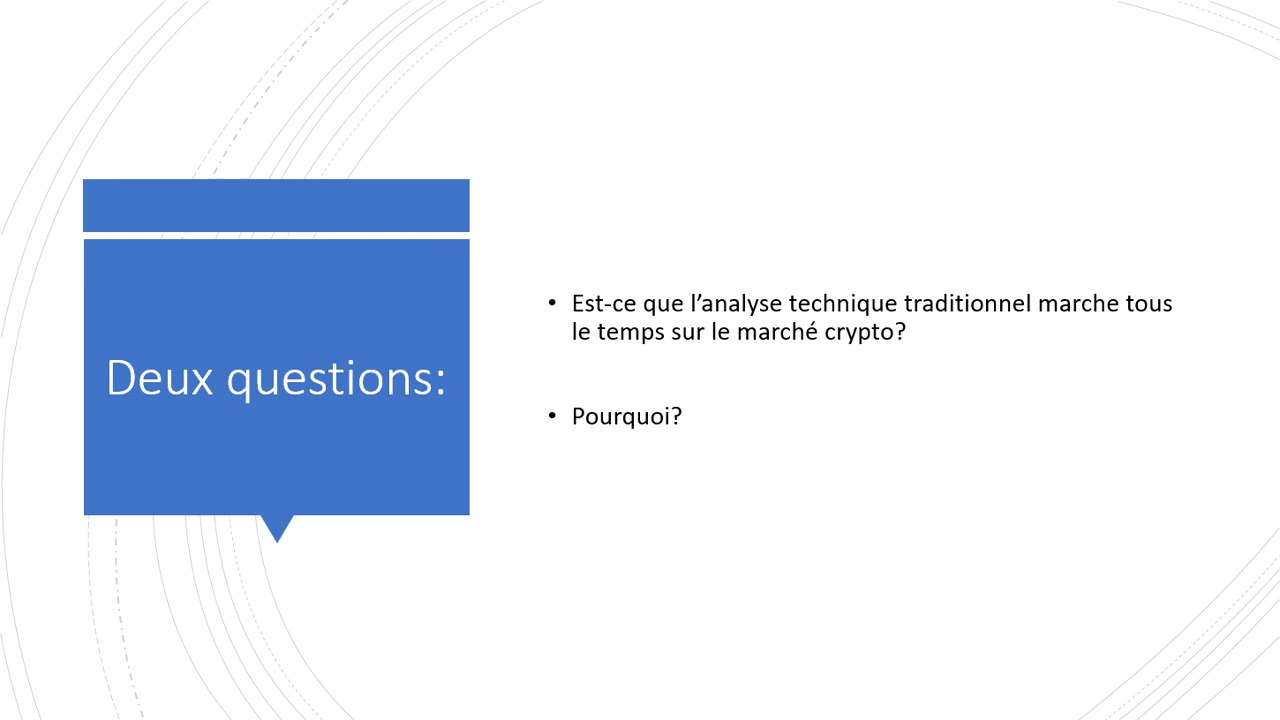 Deux questions:
• Est-ce que l’analyse technique traditionnel marche tous
le temps sur le marché crypto?
• Pourquoi?